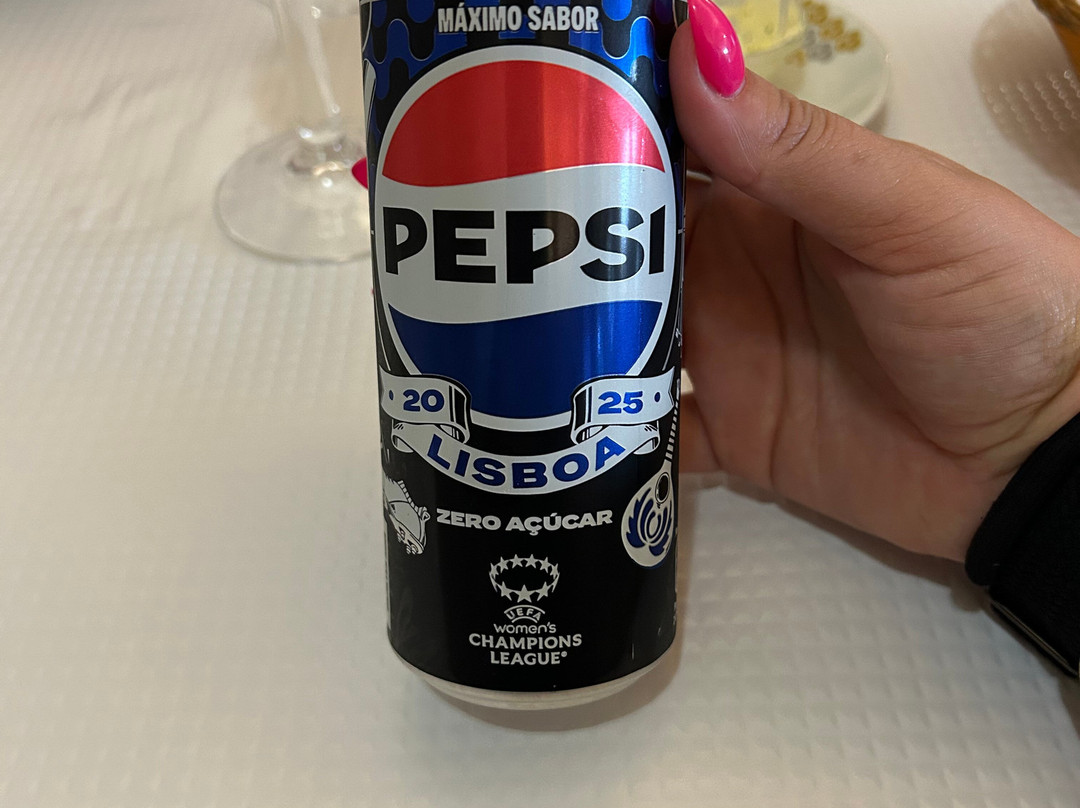 MÁXIMO SABOR
PEPSI
· 20 25 ·
LISBOA
ZERO AÇÚCAR
UEFA
women's
CHAMPIONS
LEAGUE®